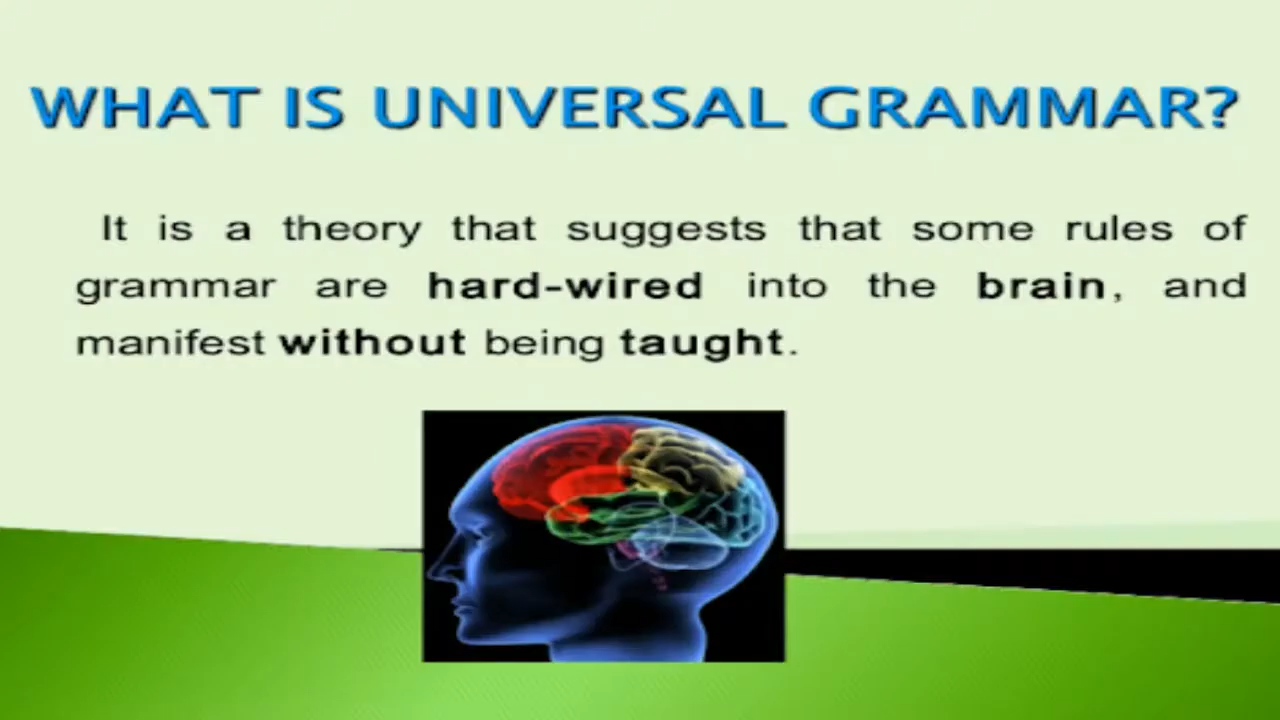 WHAT IS UNIVERSAL GRAMMAR?
It is a theory that suggests that some rules of
grammar are hard-wired into the brain, and
manifest without being taught.